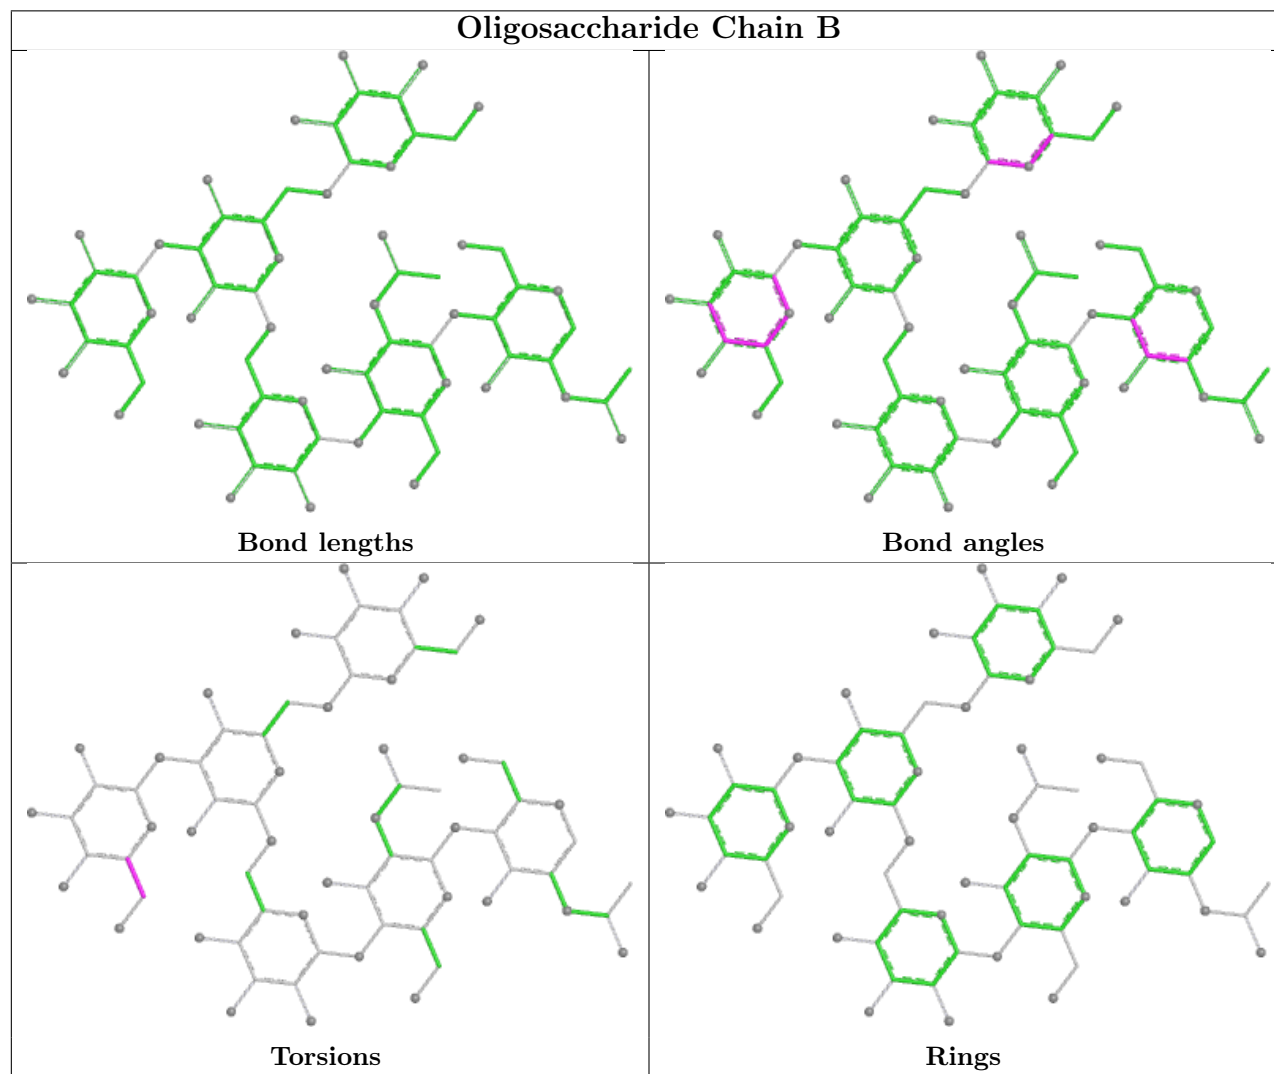 Oligosaccharide Chain B
Bond lengths
Bond angles
Torsions
Rings